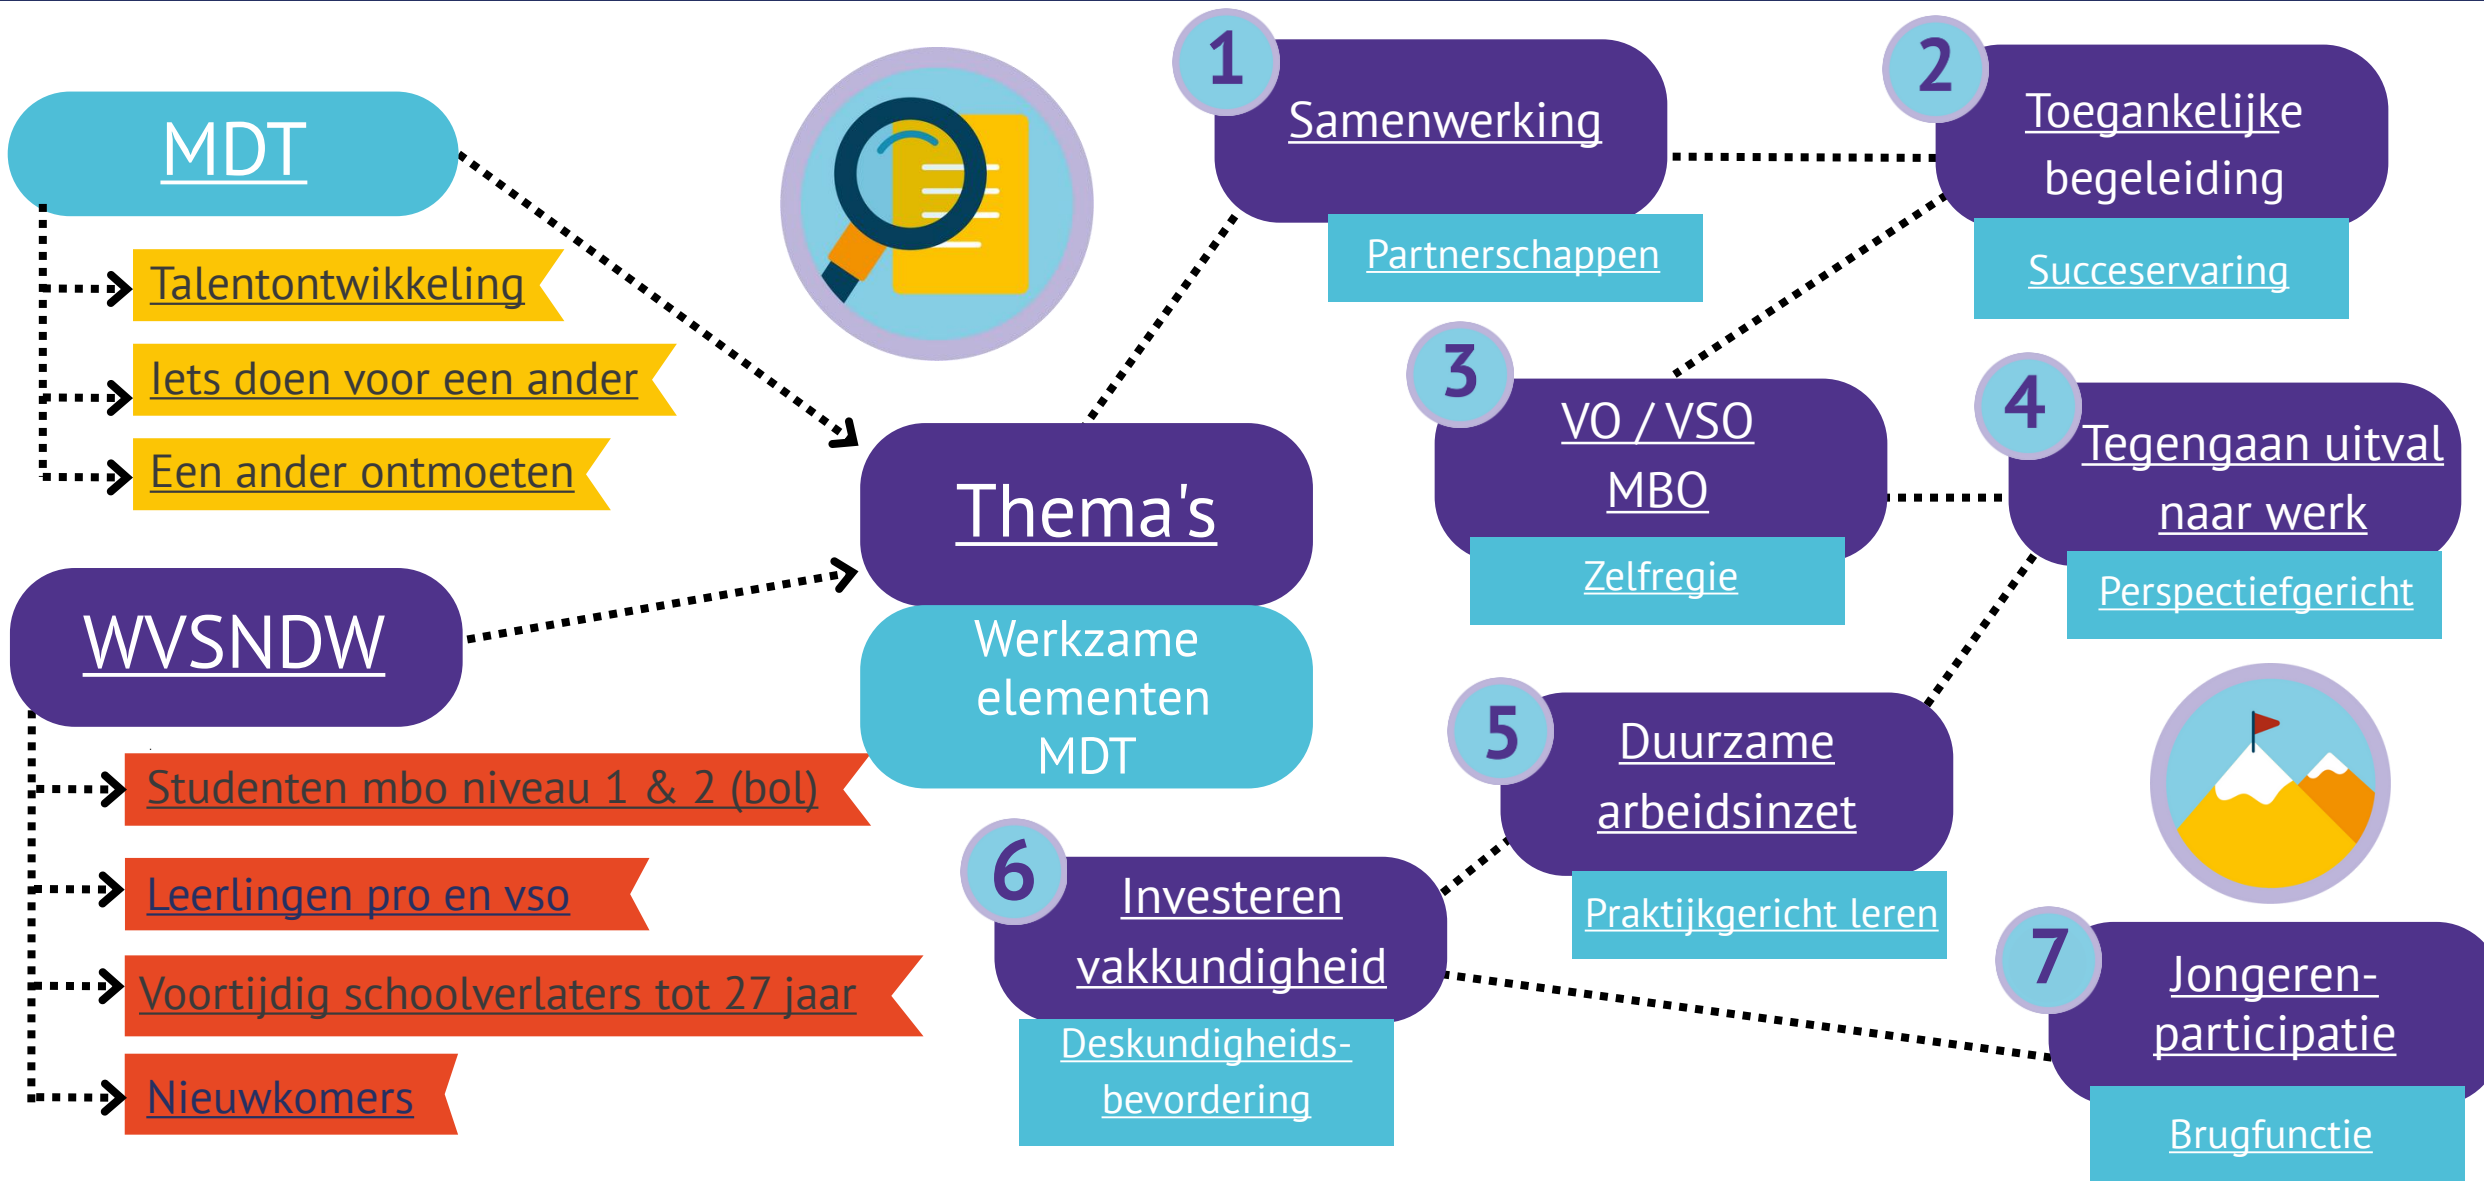 MDT
Talentontwikkeling
Iets doen voor een ander
Een ander ontmoeten
WVSNDW
Studenten mbo niveau 1 & 2 (bol)
Leerlingen pro en vso
Voortijdig schoolverlaters tot 27 jaar
Nieuwkomers
Thema's
Werkzame
elementen
MDT
1
Samenwerking
Partnerschappen
2
Toegankelijke
begeleiding
Succeservaring
3
VO / VSO
MBO
Zelfregie
4
Tegengaan uitval
naar werk
Perspectiefgericht
5
Duurzame
arbeidsinzet
Praktijkgericht leren
6
Investeren
vakkundigheid
Deskundigheids-
bevordering
7
Jongeren-
participatie
Brugfunctie